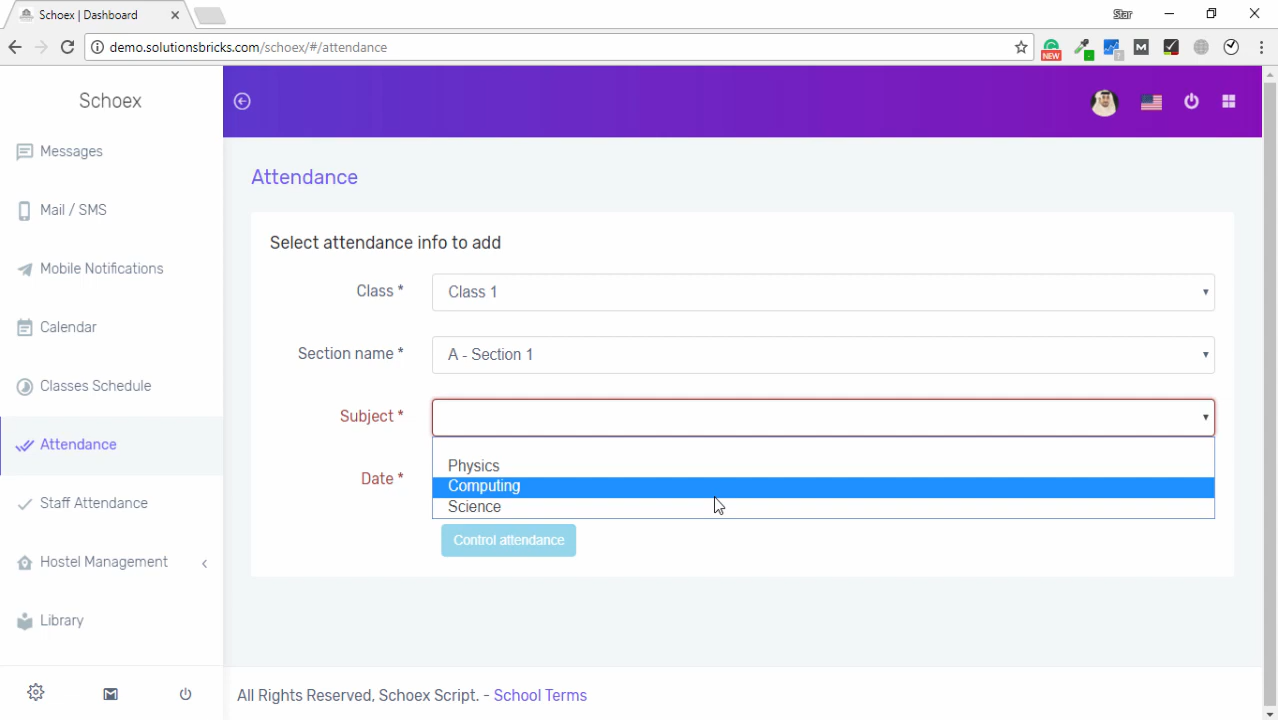 Schoex | Dashboard
Star
demo.solutionsbricks.com/schoex/#/attendance
NEW
M
Schoex
Messages
Mail / SMS
Mobile Notifications
Calendar
Classes Schedule
Attendance
Staff Attendance
Hostel Management
Library
Attendance
Select attendance info to add
Class *
Class 1
Section name *
A - Section 1
Subject *
Physics
Computing
Science
Date *
Control attendance
All Rights Reserved, Schoex Script. - School Terms